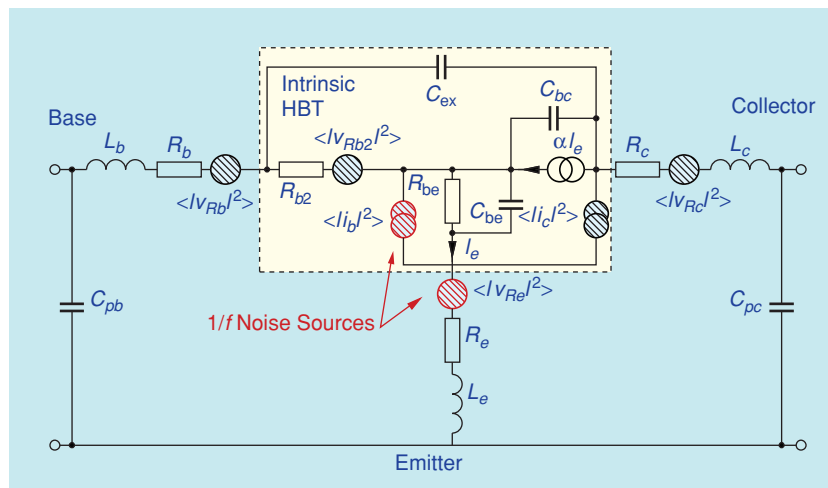 Intrinsic
HBT
C_ex
C_bc
Base
Collector
L_b
R_b
<|v_Rb2|²>
αI_e
R_c
L_c
R_b2
R_be
C_be
<|v_Rb|²>
<|i_b|²>
<|i_c|²>
<|v_Rc|²>
I_e
<|v_Re|²>
C_pb
1/f Noise Sources
R_e
C_pc
L_e
Emitter